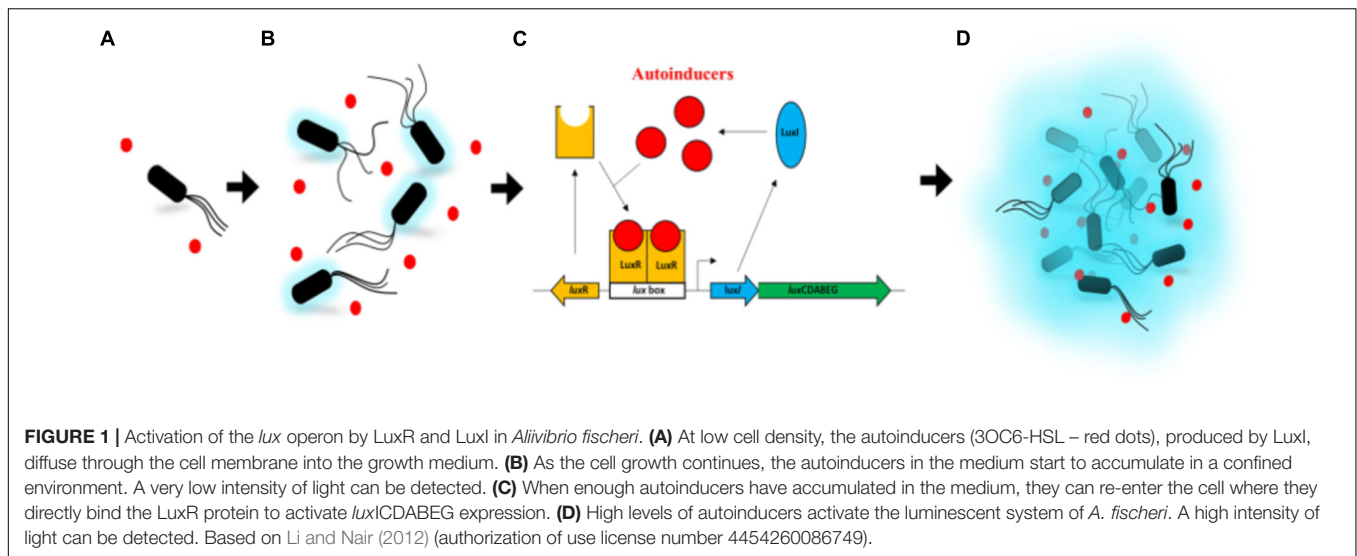 A
B
C
D
Autoinducers
LuxI
LuxR
LuxR
luxR
lux box
luxI
luxCDABEG
FIGURE 1 | Activation of the lux operon by LuxR and LuxI in Aliivibrio fischeri. (A) At low cell density, the autoinducers (3OC6-HSL – red dots), produced by LuxI,
diffuse through the cell membrane into the growth medium. (B) As the cell growth continues, the autoinducers in the medium start to accumulate in a confined
environment. A very low intensity of light can be detected. (C) When enough autoinducers have accumulated in the medium, they can re-enter the cell where they
directly bind the LuxR protein to activate luxICDABEG expression. (D) High levels of autoinducers activate the luminescent system of A. fischeri. A high intensity of
light can be detected. Based on Li and Nair (2012) (authorization of use license number 4454260086749).